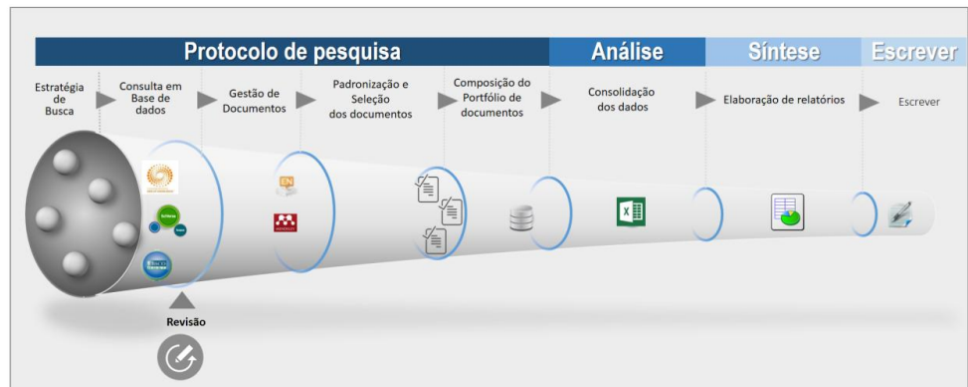 Protocolo de pesquisa
Análise
Síntese
Escrever
Estratégia
de
Busca
Consulta em
Base de
dados
Gestão de
Documentos
Padronização e
Seleção
dos documentos
Composição do
Portfólio de
documentos
Consolidação
dos dados
Elaboração de relatórios
Escrever
EN
X
Revisão